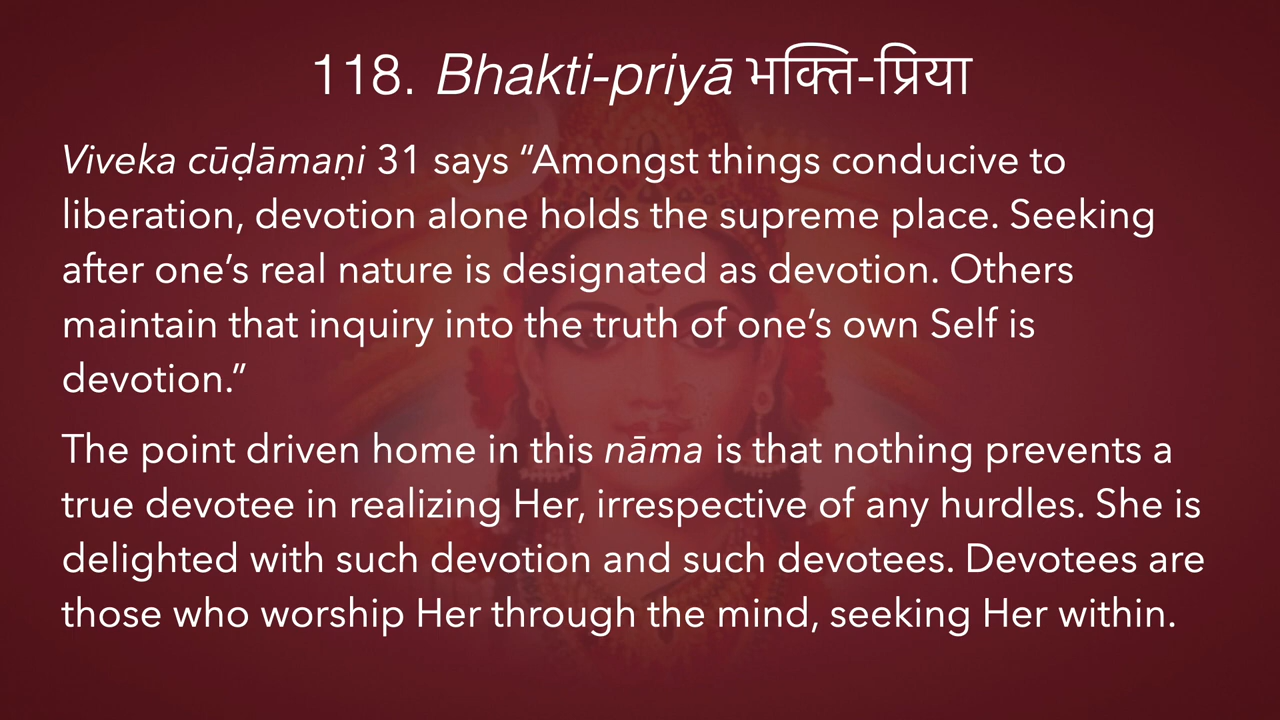 118. Bhakti-priyā भक्ति-प्रिया
Viveka cūḍāmaṇi 31 says “Amongst things conducive to
liberation, devotion alone holds the supreme place. Seeking
after one’s real nature is designated as devotion. Others
maintain that inquiry into the truth of one’s own Self is
devotion.”
The point driven home in this nāma is that nothing prevents a
true devotee in realizing Her, irrespective of any hurdles. She is
delighted with such devotion and such devotees. Devotees are
those who worship Her through the mind, seeking Her within.